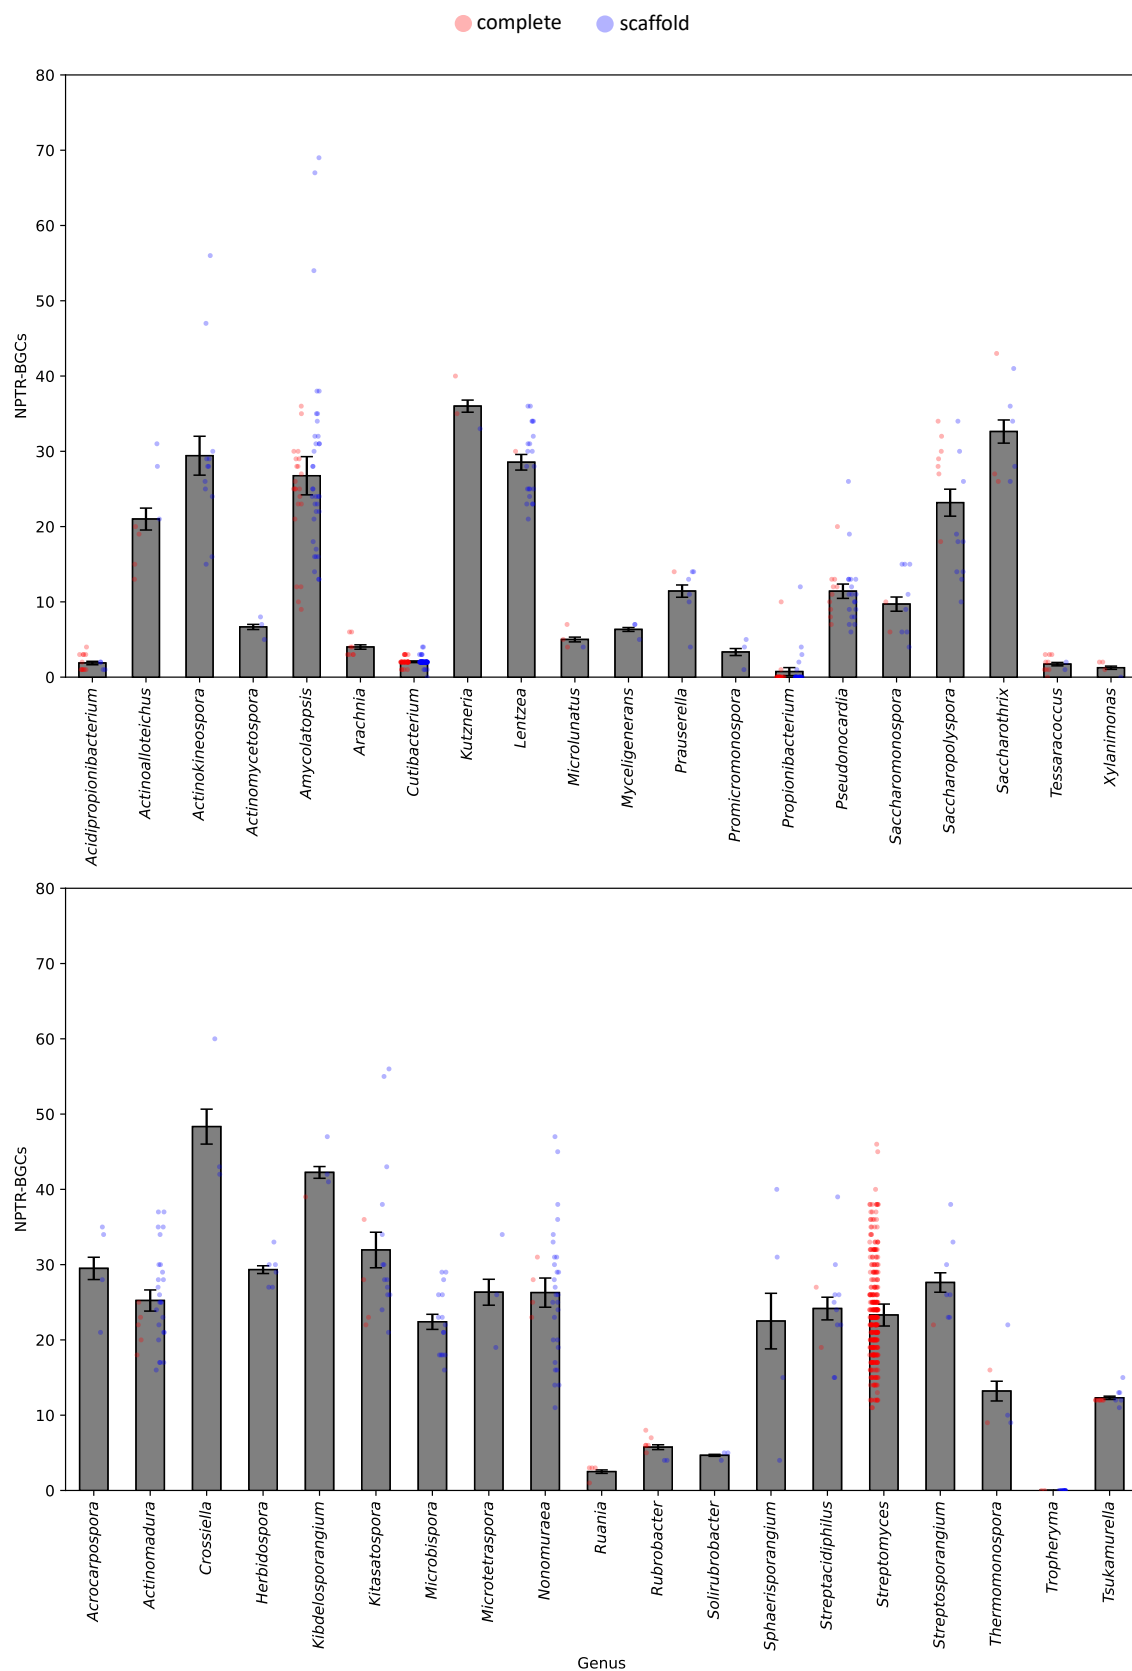 complete scaffold
80
70
60
50
40
30
20
10
0
NPTR-BGCs
Acidipropionibacterium
Actinoalloteichus
Actinokineospora
Actinomycetospora
Amycolatopsis
Arachnia
Cutibacterium
Kutzneria
Lentzea
Microlunatus
Myceligenerans
Prauserella
Promicromonospora
Propionibacterium
Pseudonocardia
Saccharomonospora
Saccharopolyspora
Saccharothrix
Tessaracoccus
Xylanimonas
80
70
60
50
40
30
20
10
0
NPTR-BGCs
Acrocarpospora
Actinomadura
Crossiella
Herbidospora
Kibdelosporangium
Kitasatospora
Microbispora
Microtetraspora
Nonomuraea
Ruania
Rubrobacter
Solirubrobacter
Sphaerisporangium
Streptacidiphilus
Streptomyces
Streptosporangium
Thermomonospora
Tropheryma
Tsukamurella
Genus